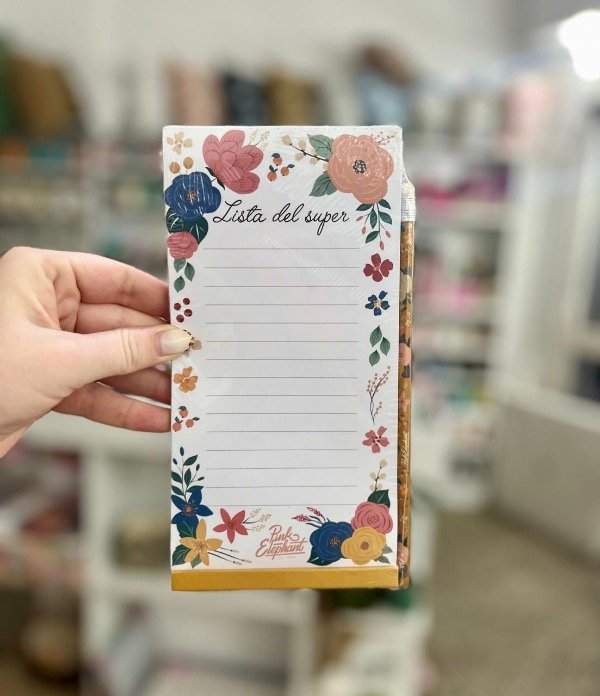 Lista del super
Pink
Elephant